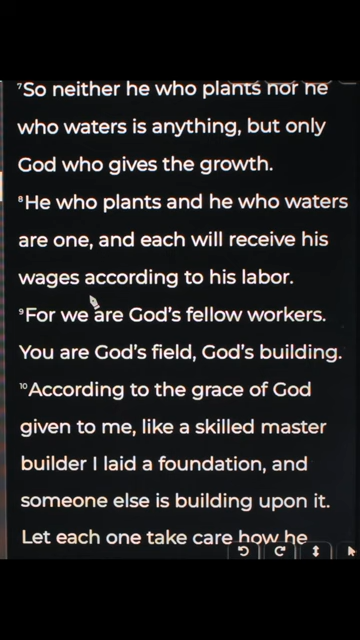 ⁷So neither he who plants nor he
who waters is anything, but only
God who gives the growth.
⁸He who plants and he who waters
are one, and each will receive his
wages according to his labor.
⁹For we are God's fellow workers.
You are God's field, God's building.
¹⁰According to the grace of God
given to me, like a skilled master
builder I laid a foundation, and
someone else is building upon it.
Let each one take care how he